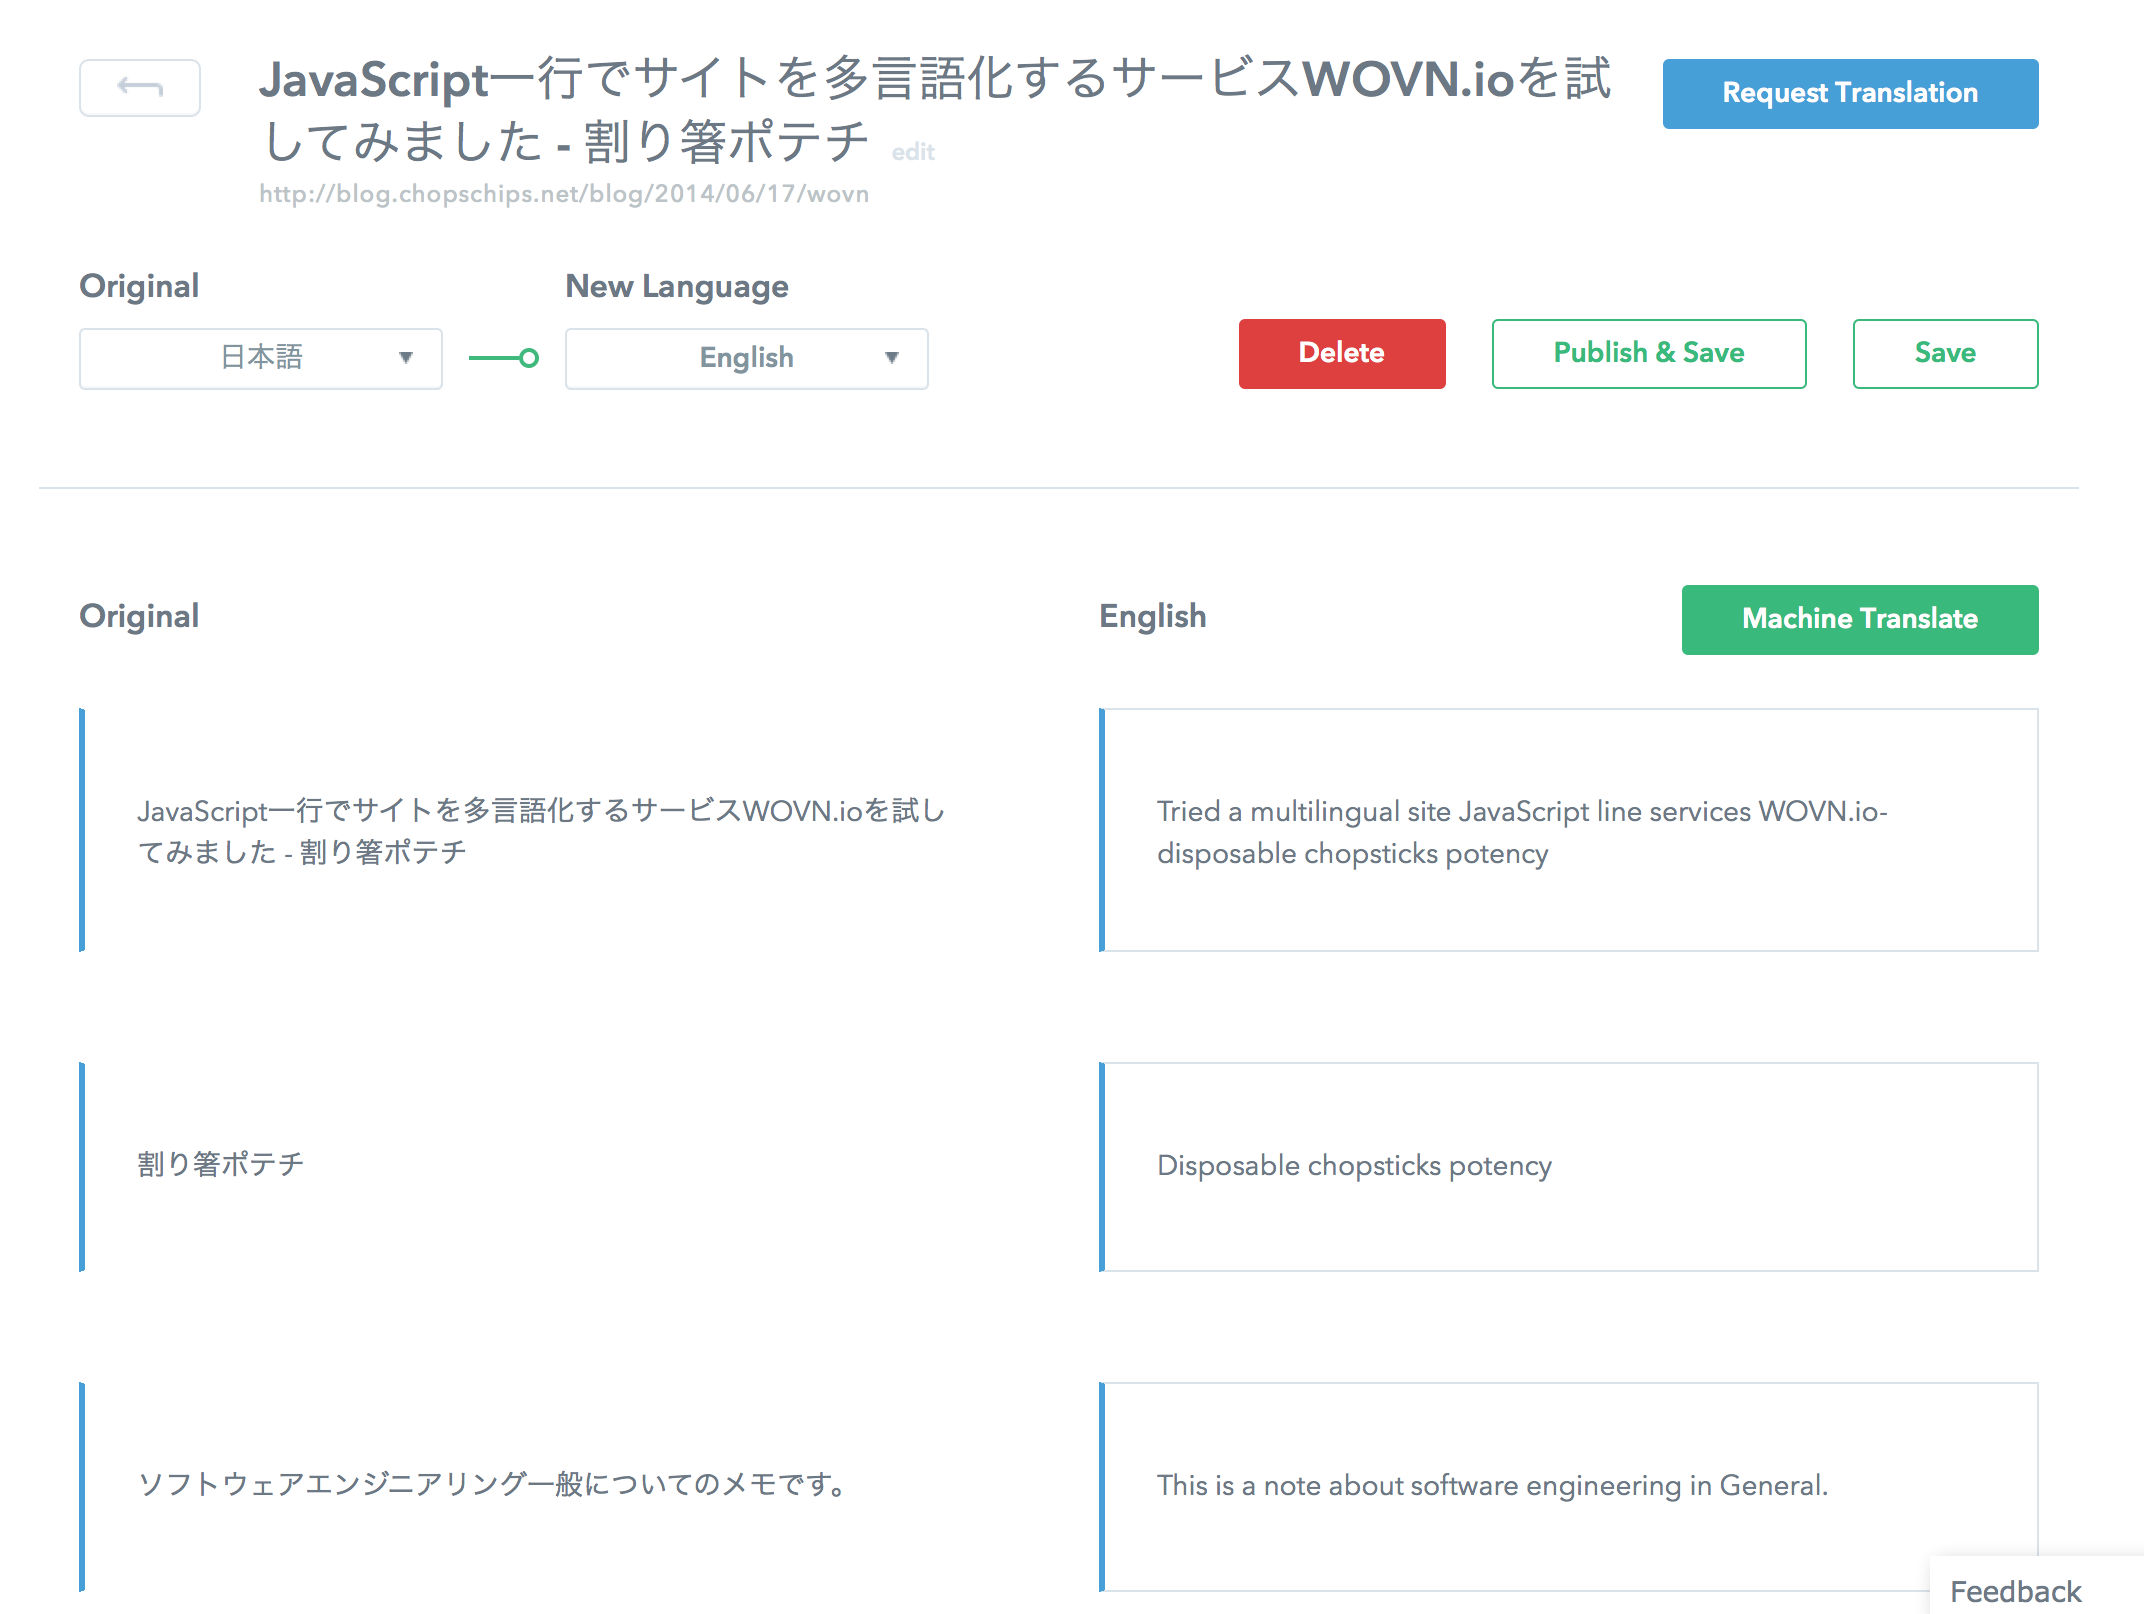 JavaScript一行でサイトを多言語化するサービスWOVN.ioを試
してみました - 割り箸ポテチ edit
http://blog.chopschips.net/blog/2014/06/17/wovn
Request Translation
Original
New Language
日本語
English
Delete
Publish & Save
Save
Original
English
Machine Translate
JavaScript一行でサイトを多言語化するサービスWOVN.ioを試し
てみました - 割り箸ポテチ
Tried a multilingual site JavaScript line services WOVN.io-
disposable chopsticks potency
割り箸ポテチ
Disposable chopsticks potency
ソフトウェアエンジニアリング一般についてのメモです。
This is a note about software engineering in General.
Feedback